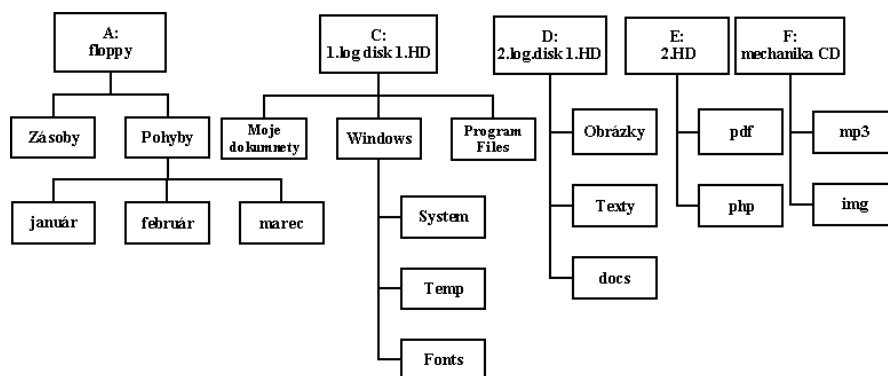 A:
floppy
C:
1.log disk 1.HD
D:
2.log.disk 1.HD
E:
2.HD
F:
mechanika CD
Zásoby
Pohyby
Moje
dokumnety
Windows
Program
Files
Obrázky
pdf
mp3
január
február
marec
System
Texty
php
img
Temp
docs
Fonts